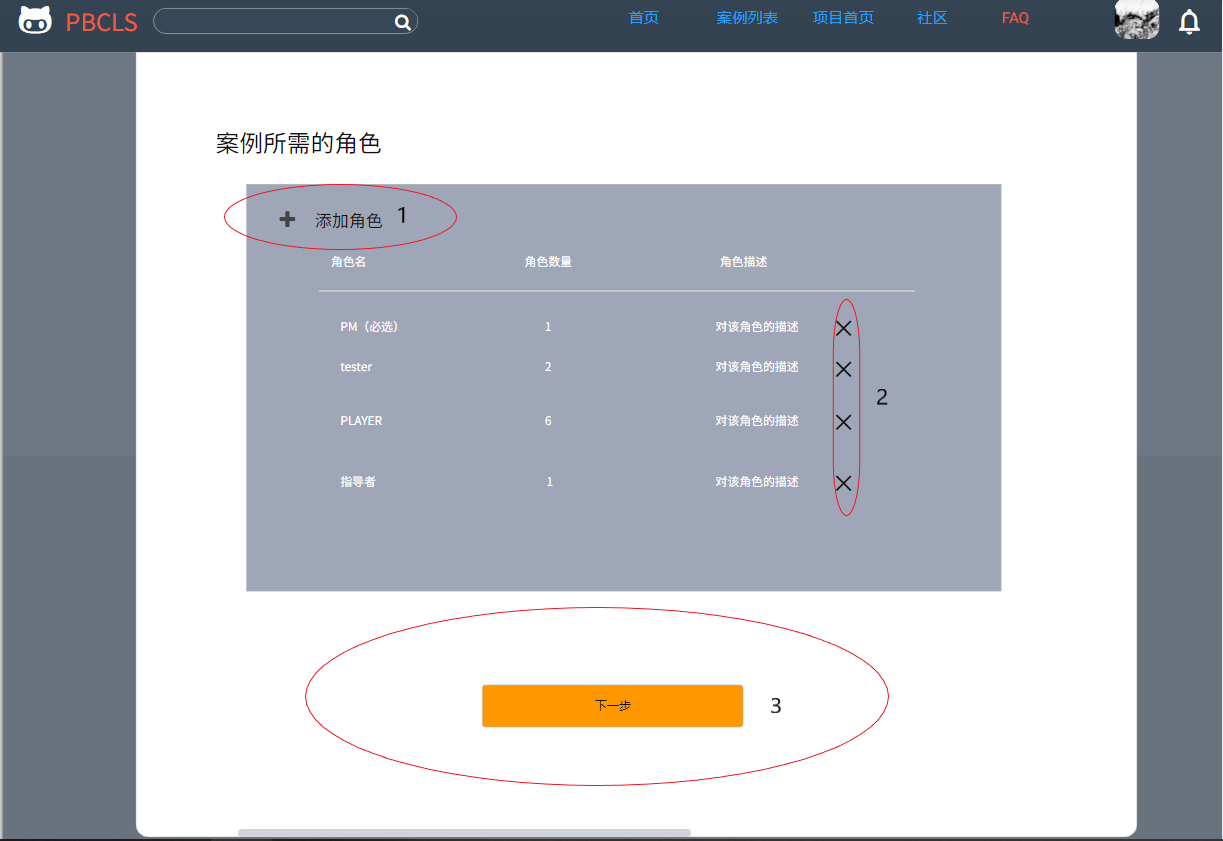 PBCLS 首页 案例列表 项目首页 社区 FAQ
案例所需的角色
添加角色 1
角色名 角色数量 角色描述
PM（必选） 1 对该角色的描述
tester 2 对该角色的描述
2
PLAYER 6 对该角色的描述
指导者 1 对该角色的描述
下一步 3